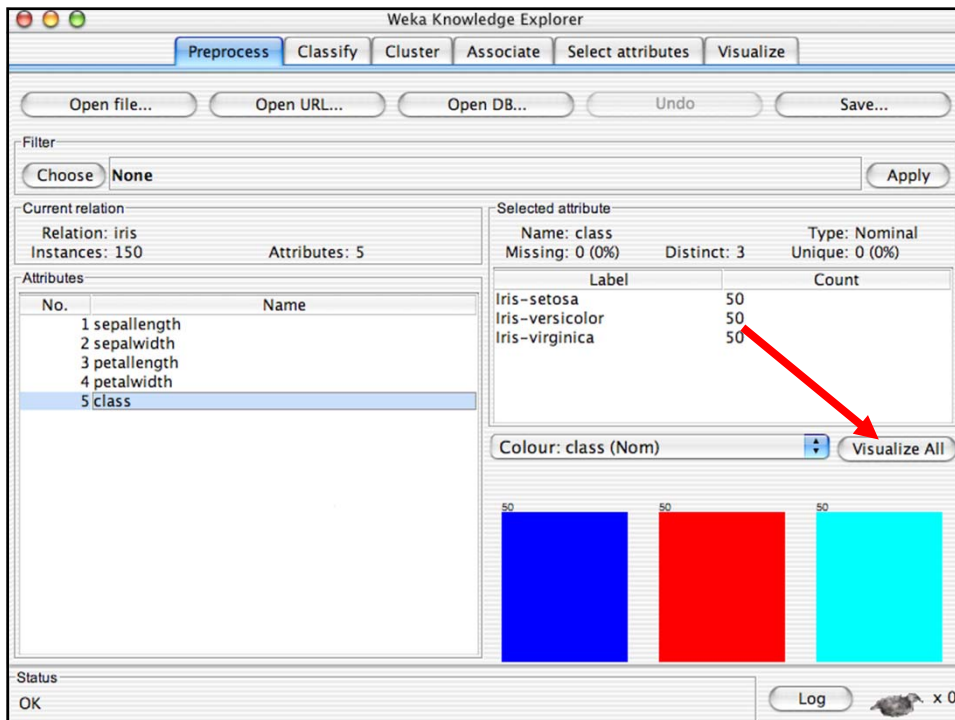 Weka Knowledge Explorer
Preprocess Classify Cluster Associate Select attributes Visualize
Open file... Open URL... Open DB... Undo Save...
Filter
Choose None Apply
Current relation
Relation: iris
Instances: 150 Attributes: 5
Attributes
No. Name
1 sepallength
2 sepalwidth
3 petallength
4 petalwidth
5 class
Selected attribute
Name: class Type: Nominal
Missing: 0 (0%) Distinct: 3 Unique: 0 (0%)
Label Count
Iris-setosa 50
Iris-versicolor 50
Iris-virginica 50
Colour: class (Nom) Visualize All
50 50 50
Status
OK Log x 0